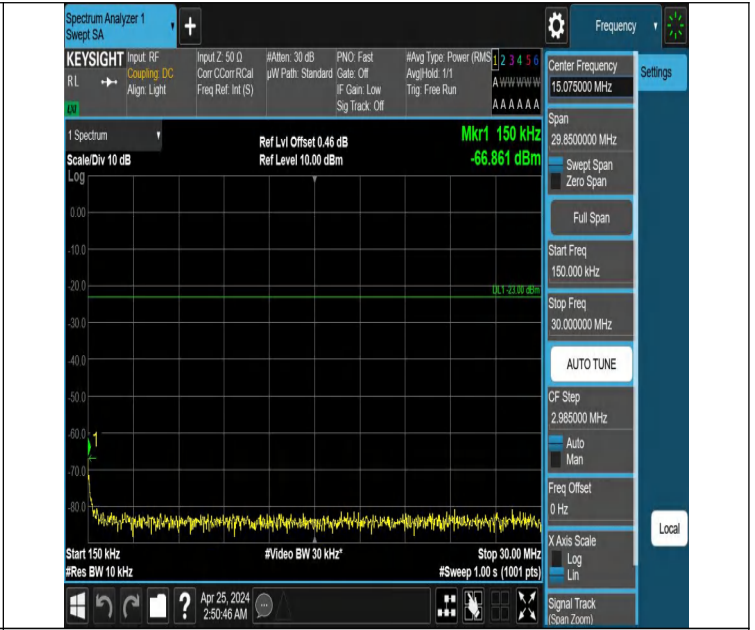 Spectrum Analyzer 1
Swept SA
+
Frequency
KEYSIGHT
RL
LXI
Input: RF
Coupling: DC
Align: Light
Input Z: 50 Ω
Corr CCorr RCal
Freq Ref: Int (S)
#Atten: 30 dB
µW Path: Standard
PNO: Fast
Gate: Off
IF Gain: Low
Sig Track: Off
#Avg Type: Power (RMS
Avg|Hold: 1/1
Trig: Free Run
1 2 3 4 5 6
A W W W W W
A A A A A A
1 Spectrum
Scale/Div 10 dB
Log
Ref Lvl Offset 0.46 dB
Ref Level 10.00 dBm
Mkr1 150 kHz
-66.861 dBm
0.00
-10.0
-20.0
DL1 -23.00 dBm
-30.0
-40.0
-50.0
-60.0
1
-70.0
-80.0
Start 150 kHz
#Video BW 30 kHz*
Stop 30.00 MHz
#Res BW 10 kHz
#Sweep 1.00 s (1001 pts)
Center Frequency
15.075000 MHz
Settings
Span
29.8500000 MHz
Swept Span
Zero Span
Full Span
Start Freq
150.000 kHz
Stop Freq
30.000000 MHz
AUTO TUNE
CF Step
2.985000 MHz
Auto
Man
Freq Offset
0 Hz
X Axis Scale
Log
Lin
Local
Signal Track
(Span Zoom)
?
Apr 25, 2024
2:50:46 AM